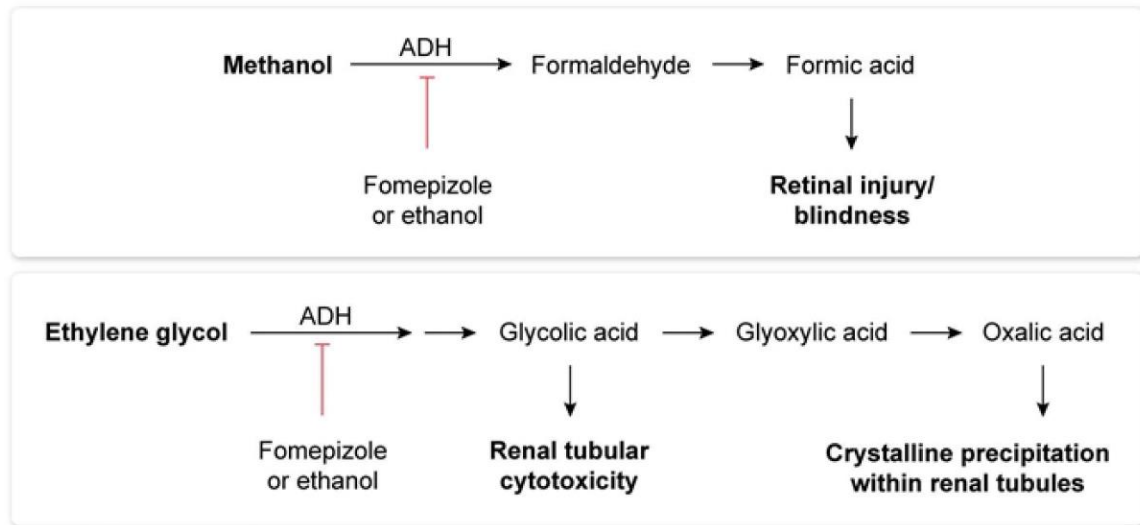 ADH
Methanol Formaldehyde Formic acid
Fomepizole
or ethanol
Retinal injury/
blindness
ADH
Ethylene glycol Glycolic acid Glyoxylic acid Oxalic acid
Fomepizole
or ethanol
Renal tubular
cytotoxicity
Crystalline precipitation
within renal tubules